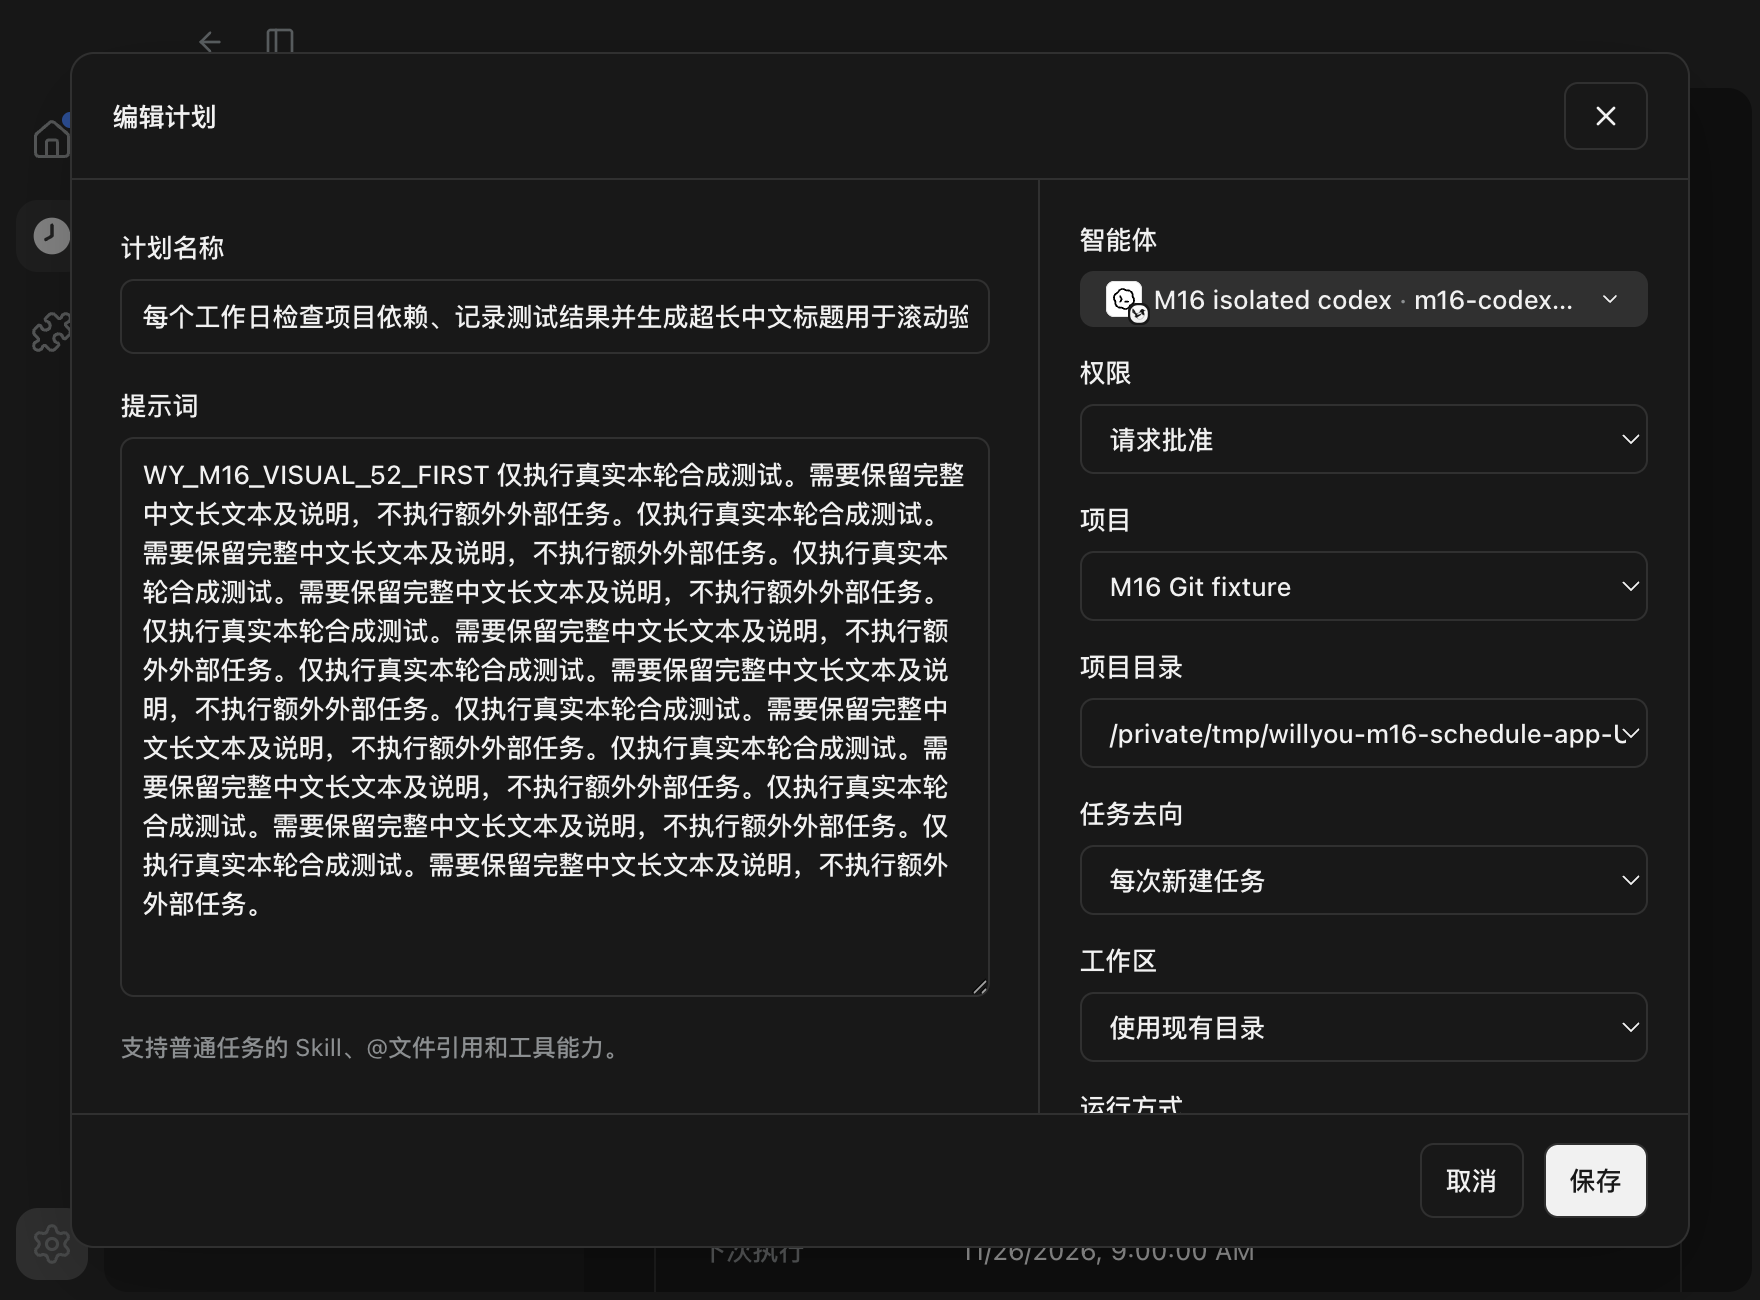 编辑计划
计划名称
每个工作日检查项目依赖、记录测试结果并生成超长中文标题用于滚动验
提示词
WY_M16_VISUAL_52_FIRST 仅执行真实本轮合成测试。需要保留完整
中文长文本及说明，不执行额外外部任务。仅执行真实本轮合成测试。
需要保留完整中文长文本及说明，不执行额外外部任务。仅执行真实本
轮合成测试。需要保留完整中文长文本及说明，不执行额外外部任务。
仅执行真实本轮合成测试。需要保留完整中文长文本及说明，不执行额
外外部任务。仅执行真实本轮合成测试。需要保留完整中文长文本及说
明，不执行额外外部任务。仅执行真实本轮合成测试。需要保留完整中
文长文本及说明，不执行额外外部任务。仅执行真实本轮合成测试。需
要保留完整中文长文本及说明，不执行额外外部任务。仅执行真实本轮
合成测试。需要保留完整中文长文本及说明，不执行额外外部任务。仅
执行真实本轮合成测试。需要保留完整中文长文本及说明，不执行额外
外部任务。
支持普通任务的 Skill、@文件引用和工具能力。
智能体
M16 isolated codex · m16-codex...
权限
请求批准
项目
M16 Git fixture
项目目录
/private/tmp/willyou-m16-schedule-app-
任务去向
每次新建任务
工作区
使用现有目录
运行方式
取消
保存
下次执行
11/26/2026, 9:00:00 AM